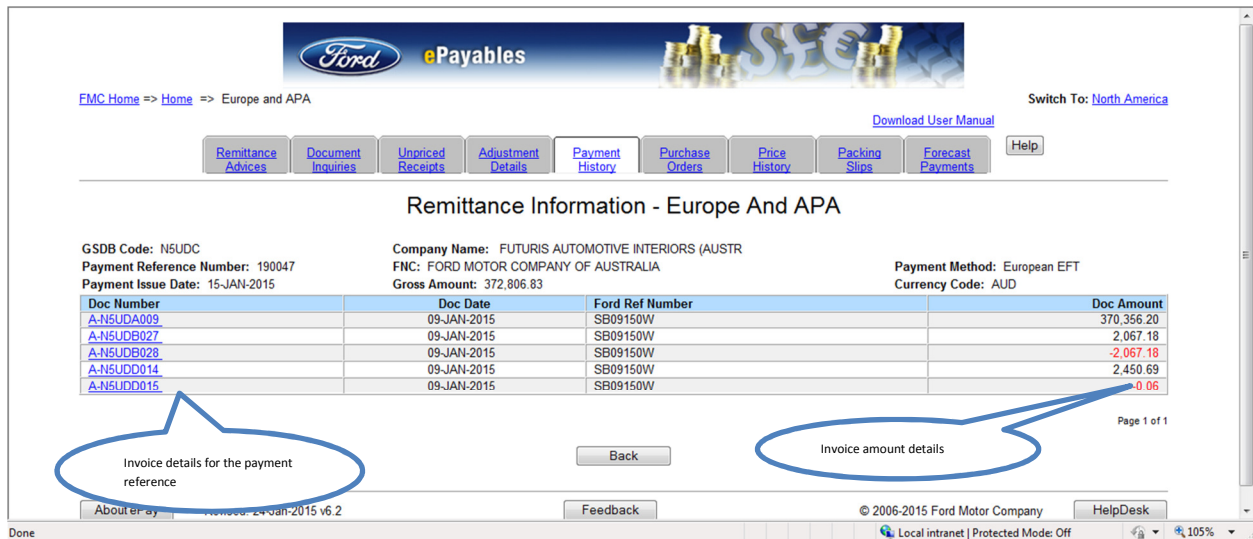 Ford ePayables
FMC Home => Home => Europe and APA Switch To: North America
Download User Manual
Remittance Advices Document Inquiries Unpriced Receipts Adjustment Details Payment History Purchase Orders Price History Packing Slips Forecast Payments Help
Remittance Information - Europe And APA
GSDB Code: N5UDC Company Name: FUTURIS AUTOMOTIVE INTERIORS (AUSTR
Payment Reference Number: 190047 FNC: FORD MOTOR COMPANY OF AUSTRALIA Payment Method: European EFT
Payment Issue Date: 15-JAN-2015 Gross Amount: 372,806.83 Currency Code: AUD
Doc Number Doc Date Ford Ref Number Doc Amount
A-N5UDA009 09-JAN-2015 SB09150W 370,356.20
A-N5UDB027 09-JAN-2015 SB09150W 2,067.18
A-N5UDB028 09-JAN-2015 SB09150W -2,067.18
A-N5UDD014 09-JAN-2015 SB09150W 2,450.69
A-N5UDD015 09-JAN-2015 SB09150W -0.06
Page 1 of 1
Invoice details for the payment
reference
Back
Invoice amount details
About ePay Revised: 24-Jan-2015 v6.2 Feedback © 2006-2015 Ford Motor Company HelpDesk
Done Local intranet | Protected Mode: Off 105%